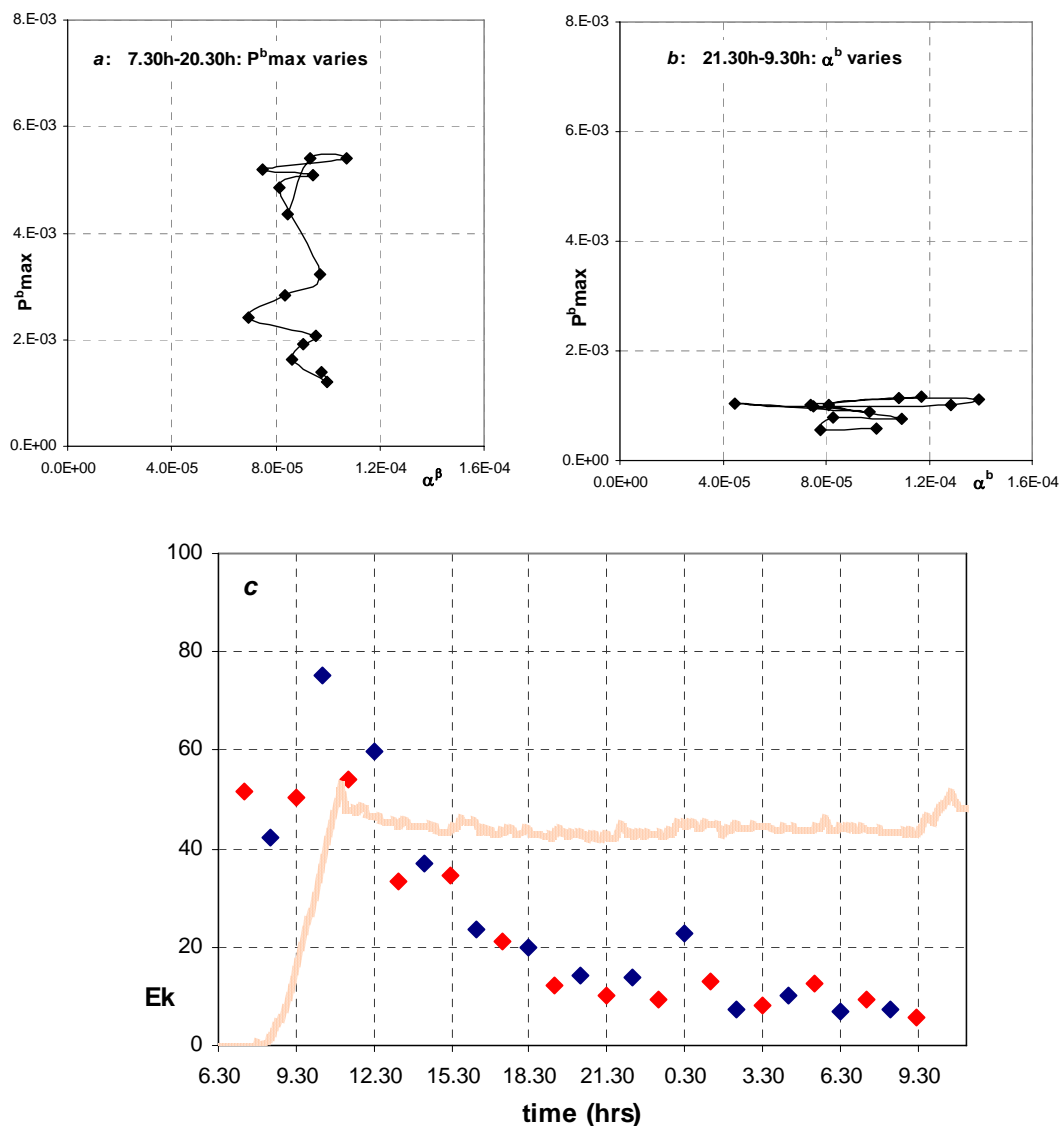 a: 7.30h-20.30h: Pᵇmax varies
8.E-03
6.E-03
4.E-03
2.E-03
0.E+00
Pᵇmax
0.0E+00 4.0E-05 8.0E-05 1.2E-04 1.6E-04
αᵝ
b: 21.30h-9.30h: αᵇ varies
8.E-03
6.E-03
4.E-03
2.E-03
0.E+00
Pᵇmax
0.0E+00 4.0E-05 8.0E-05 1.2E-04 1.6E-04
αᵇ
c
100
80
60
40
20
0
Ek
6.30 9.30 12.30 15.30 18.30 21.30 0.30 3.30 6.30 9.30
time (hrs)